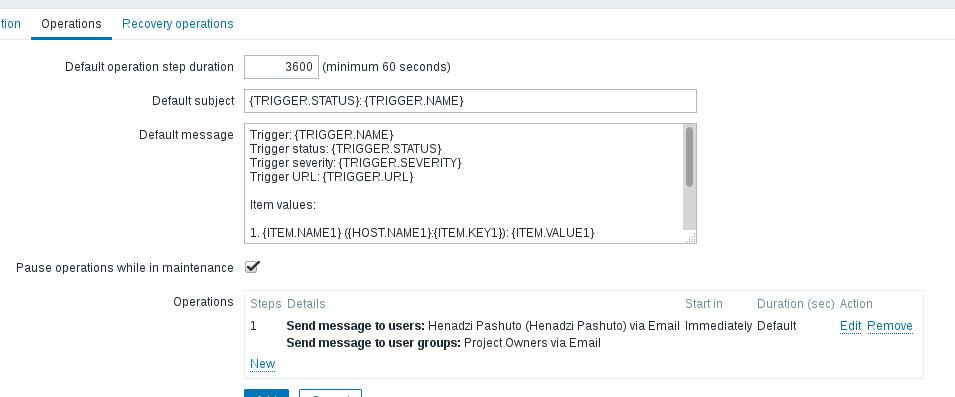 tion Operations Recovery operations
Default operation step duration 3600 (minimum 60 seconds)
Default subject {TRIGGER.STATUS}: {TRIGGER.NAME}
Default message Trigger: {TRIGGER.NAME}
Trigger status: {TRIGGER.STATUS}
Trigger severity: {TRIGGER.SEVERITY}
Trigger URL: {TRIGGER.URL}
Item values:
1. {ITEM.NAME1} ({HOST.NAME1}:{ITEM.KEY1}): {ITEM.VALUE1}
Pause operations while in maintenance
Operations Steps Details Start in Duration (sec) Action
1 Send message to users: Henadzi Pashuto (Henadzi Pashuto) via Email Immediately Default Edit Remove
Send message to user groups: Project Owners via Email
New